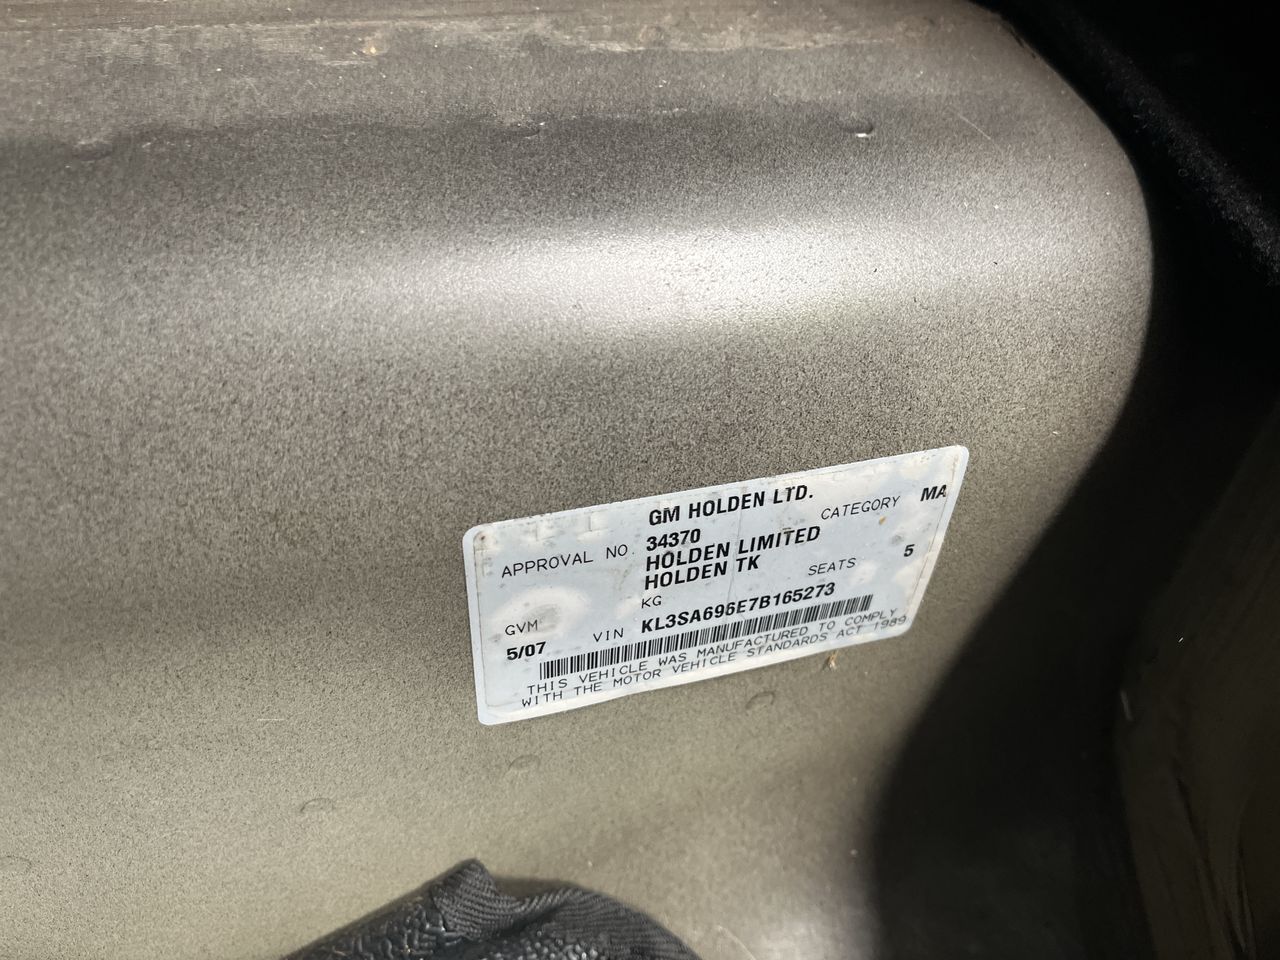 GM HOLDEN LTD.
APPROVAL NO. 34370 CATEGORY MA
HOLDEN LIMITED
HOLDEN TK SEATS 5
GVM KG
5/07 VIN KL3SA696E7B165273
THIS VEHICLE WAS MANUFACTURED TO COMPLY
WITH THE MOTOR VEHICLE STANDARDS ACT 1989